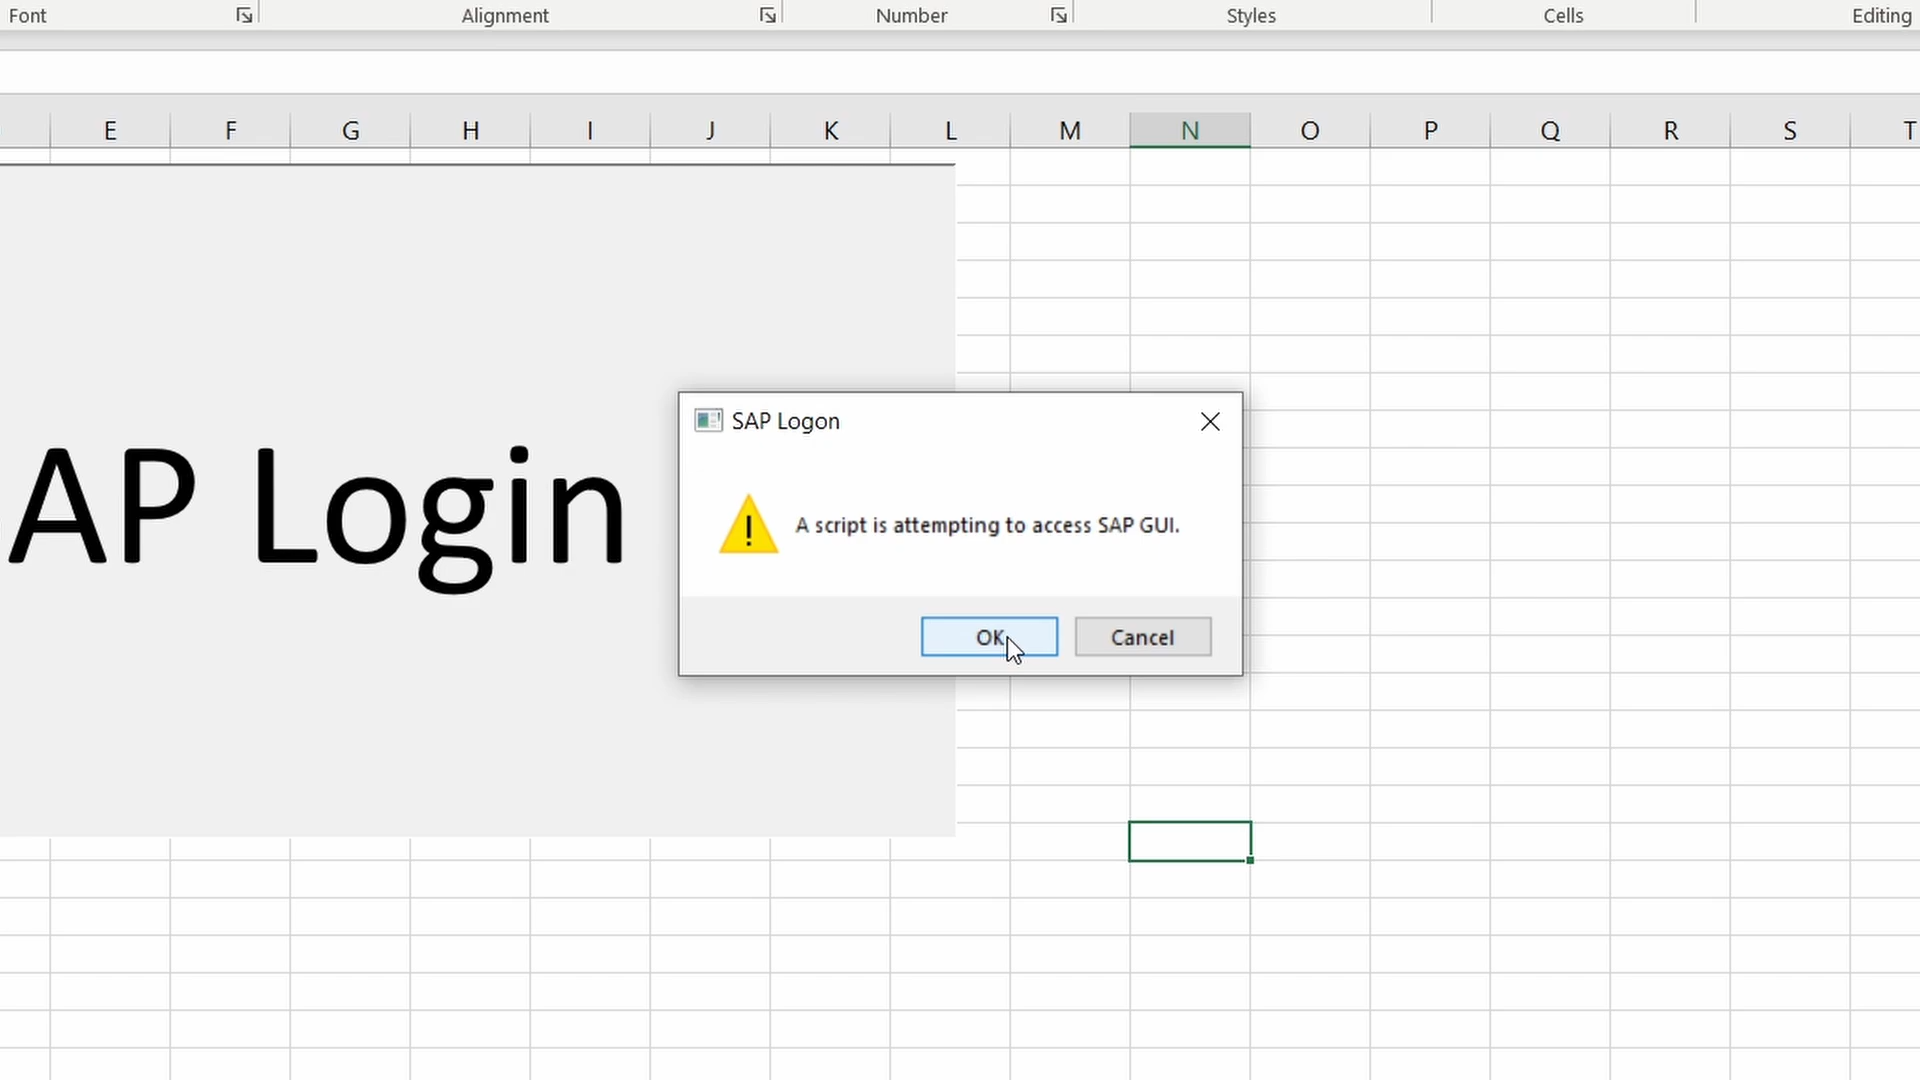 Font Alignment Number Styles Cells Editing
E F G H I J K L M N O P Q R S T
AP Login
SAP Logon
A script is attempting to access SAP GUI.
OK Cancel